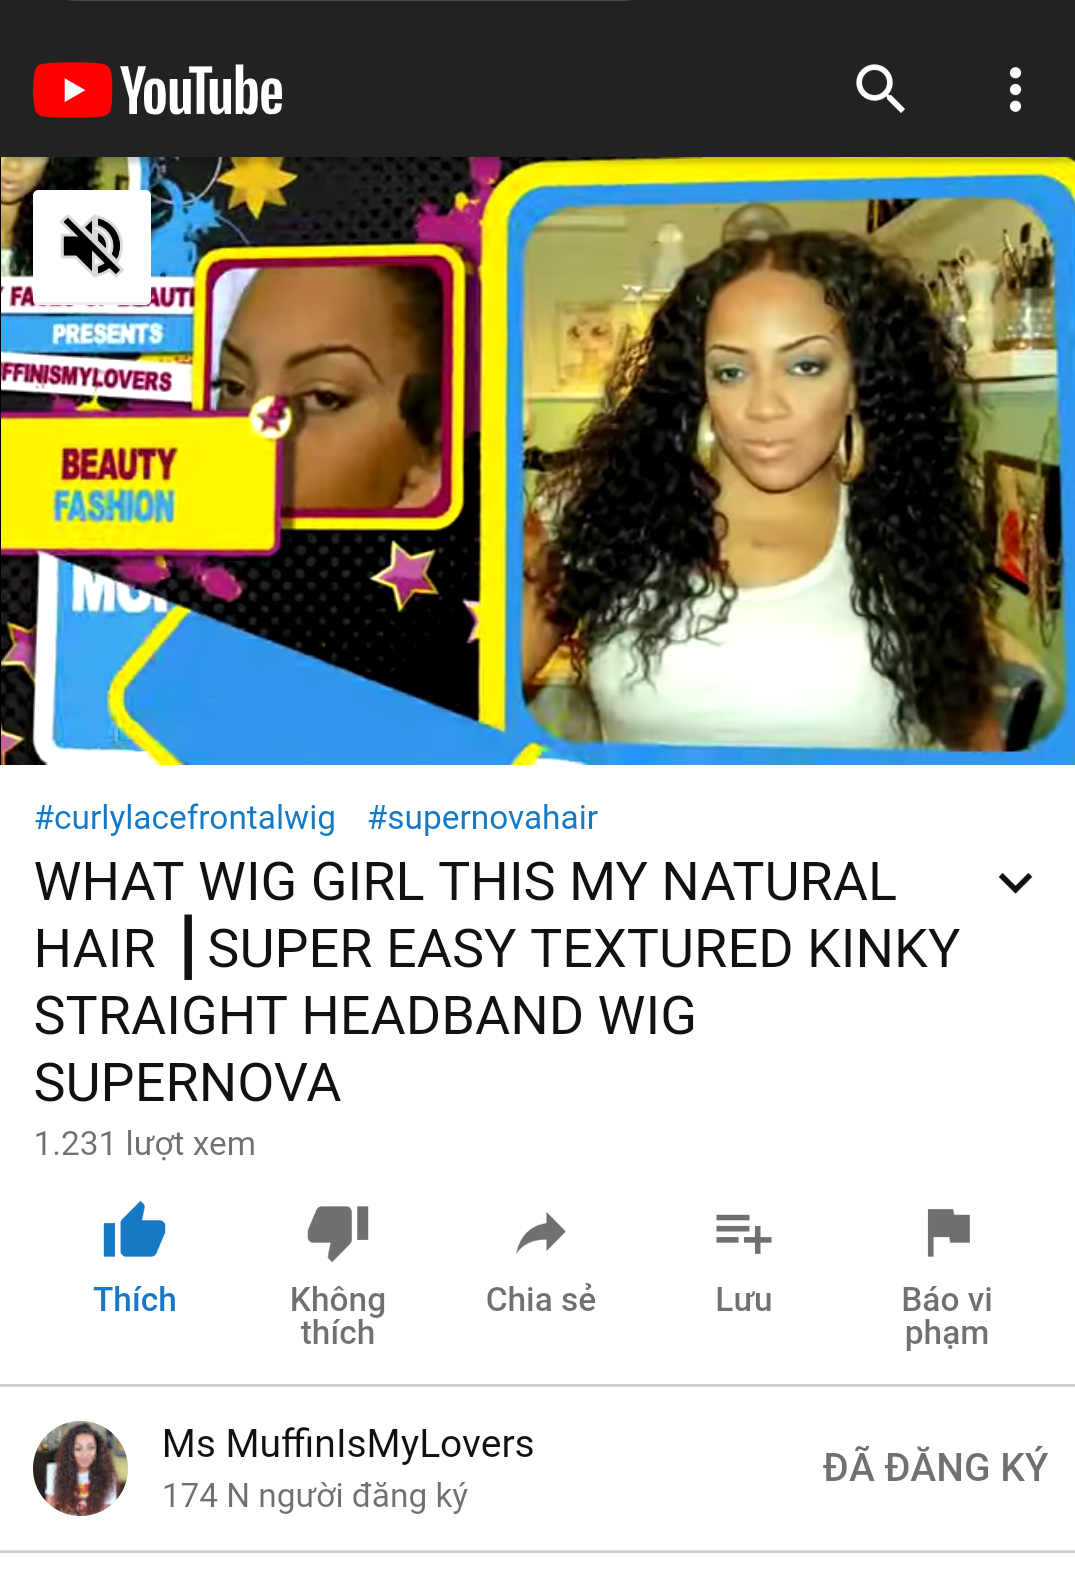 YouTube
PRESENTS
FFINISMYLOVERS
BEAUTY
FASHION
#curlylacefrontalwig #supernovahair
WHAT WIG GIRL THIS MY NATURAL
HAIR ┃SUPER EASY TEXTURED KINKY
STRAIGHT HEADBAND WIG
SUPERNOVA
1.231 lượt xem
Thích
Không
thích
Chia sẻ
Lưu
Báo vi
phạm
Ms MuffinIsMyLovers
174 N người đăng ký
ĐÃ ĐĂNG KÝ